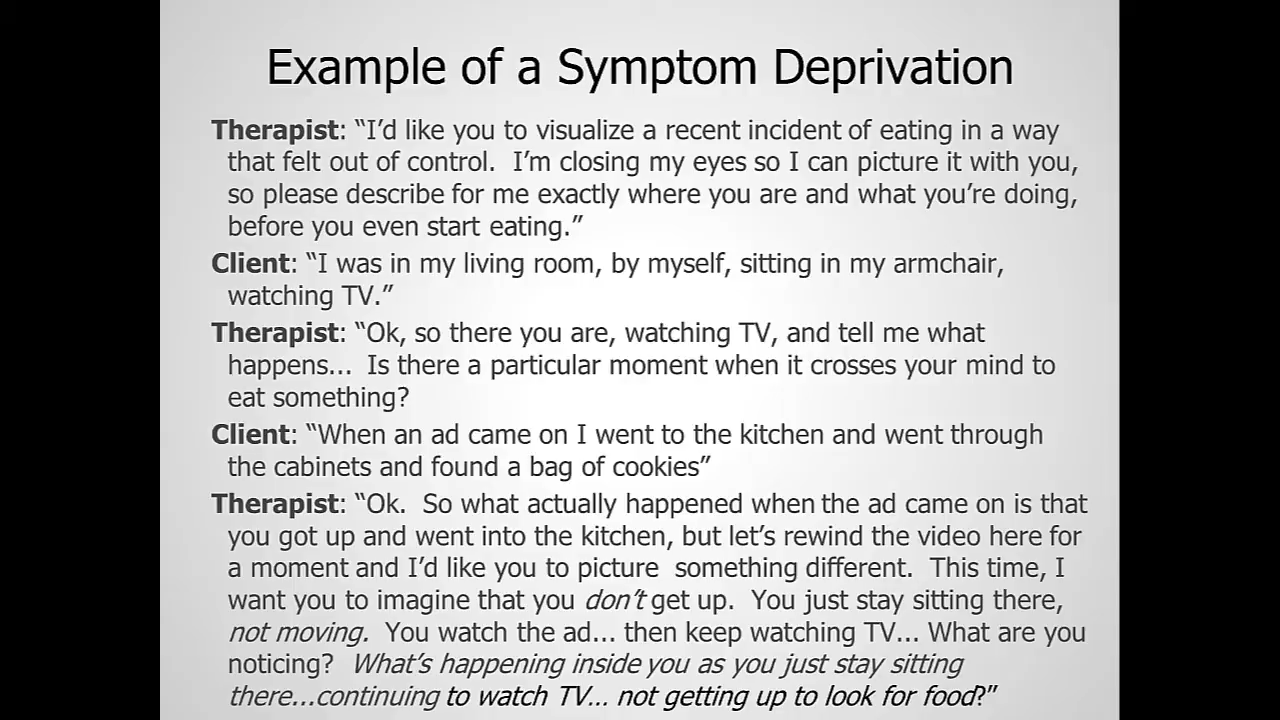 Example of a Symptom Deprivation
Therapist: “I’d like you to visualize a recent incident of eating in a way
that felt out of control.  I’m closing my eyes so I can picture it with you,
so please describe for me exactly where you are and what you’re doing,
before you even start eating.”
Client: “I was in my living room, by myself, sitting in my armchair,
watching TV.”
Therapist: “Ok, so there you are, watching TV, and tell me what
happens...  Is there a particular moment when it crosses your mind to
eat something?
Client: “When an ad came on I went to the kitchen and went through
the cabinets and found a bag of cookies”
Therapist: “Ok.  So what actually happened when the ad came on is that
you got up and went into the kitchen, but let’s rewind the video here for
a moment and I’d like you to picture  something different.  This time, I
want you to imagine that you don’t get up.  You just stay sitting there,
not moving.  You watch the ad... then keep watching TV... What are you
noticing?  What’s happening inside you as you just stay sitting
there...continuing to watch TV... not getting up to look for food?”